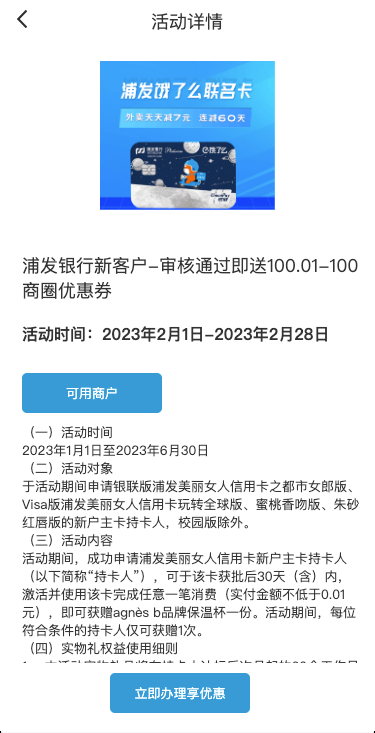 活动详情
浦发饿了么联名卡
外卖天天减7元 连减60天
浦发银行新客户-审核通过即送100.01-100
商圈优惠券
活动时间：2023年2月1日-2023年2月28日
可用商户
（一）活动时间
2023年1月1日至2023年6月30日
（二）活动对象
于活动期间申请银联版浦发美丽女人信用卡之都市女郎版、
Visa版浦发美丽女人信用卡玩转全球版、蜜桃香吻版、朱砂
红唇版的新户主卡持卡人，校园版除外。
（三）活动内容
活动期间，成功申请浦发美丽女人信用卡新户主卡持卡人
（以下简称“持卡人”），可于该卡获批后30天（含）内，
激活并使用该卡完成任意一笔消费（实付金额不低于0.01
元），即可获赠agnès b品牌保温杯一份。活动期间，每位
符合条件的持卡人仅可获赠1次。
（四）实物礼权益使用细则
立即办理享优惠